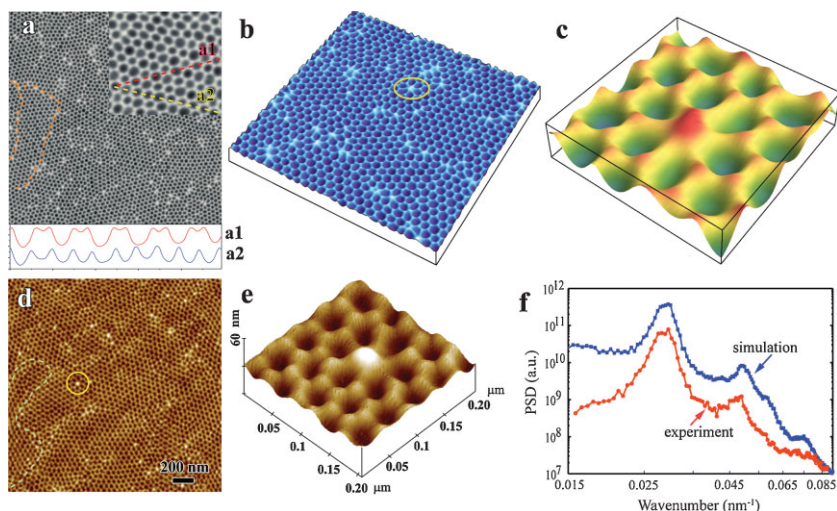 a
a1
a2
a1
a2
b
c
d
200 nm
e
60 nm
0.05
0.1
0.15
0.20 μm
0.05
0.1
0.15
0.20
μm
f
10¹²
10¹¹
10¹⁰
10⁹
10⁸
10⁷
PSD (a.u.)
simulation
experiment
0.015 0.025 0.045 0.065 0.085
Wavenumber (nm⁻¹)